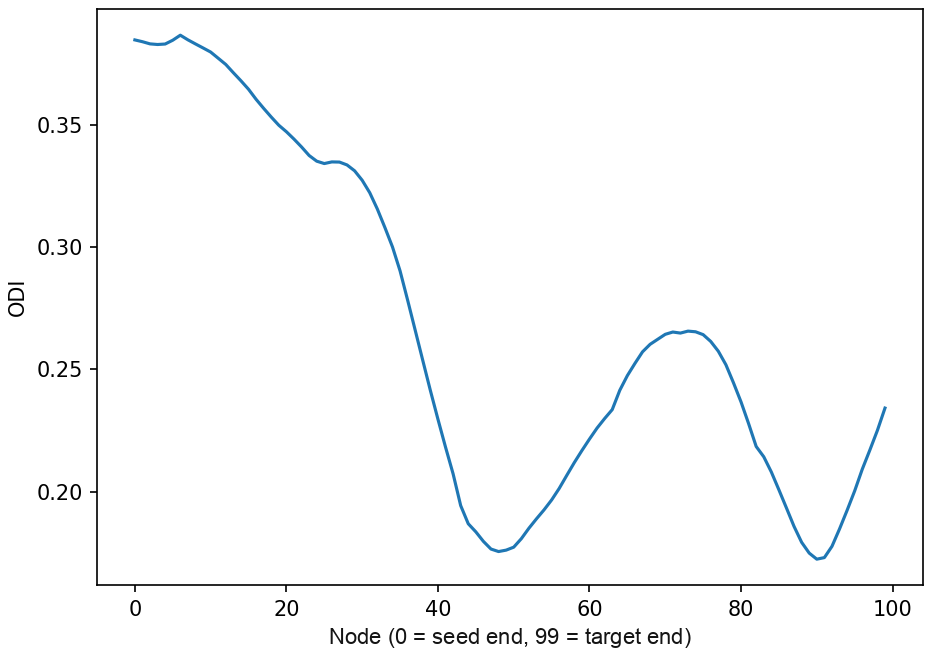 0.35
0.30
0.25
0.20
ODI
0 20 40 60 80 100
Node (0 = seed end, 99 = target end)